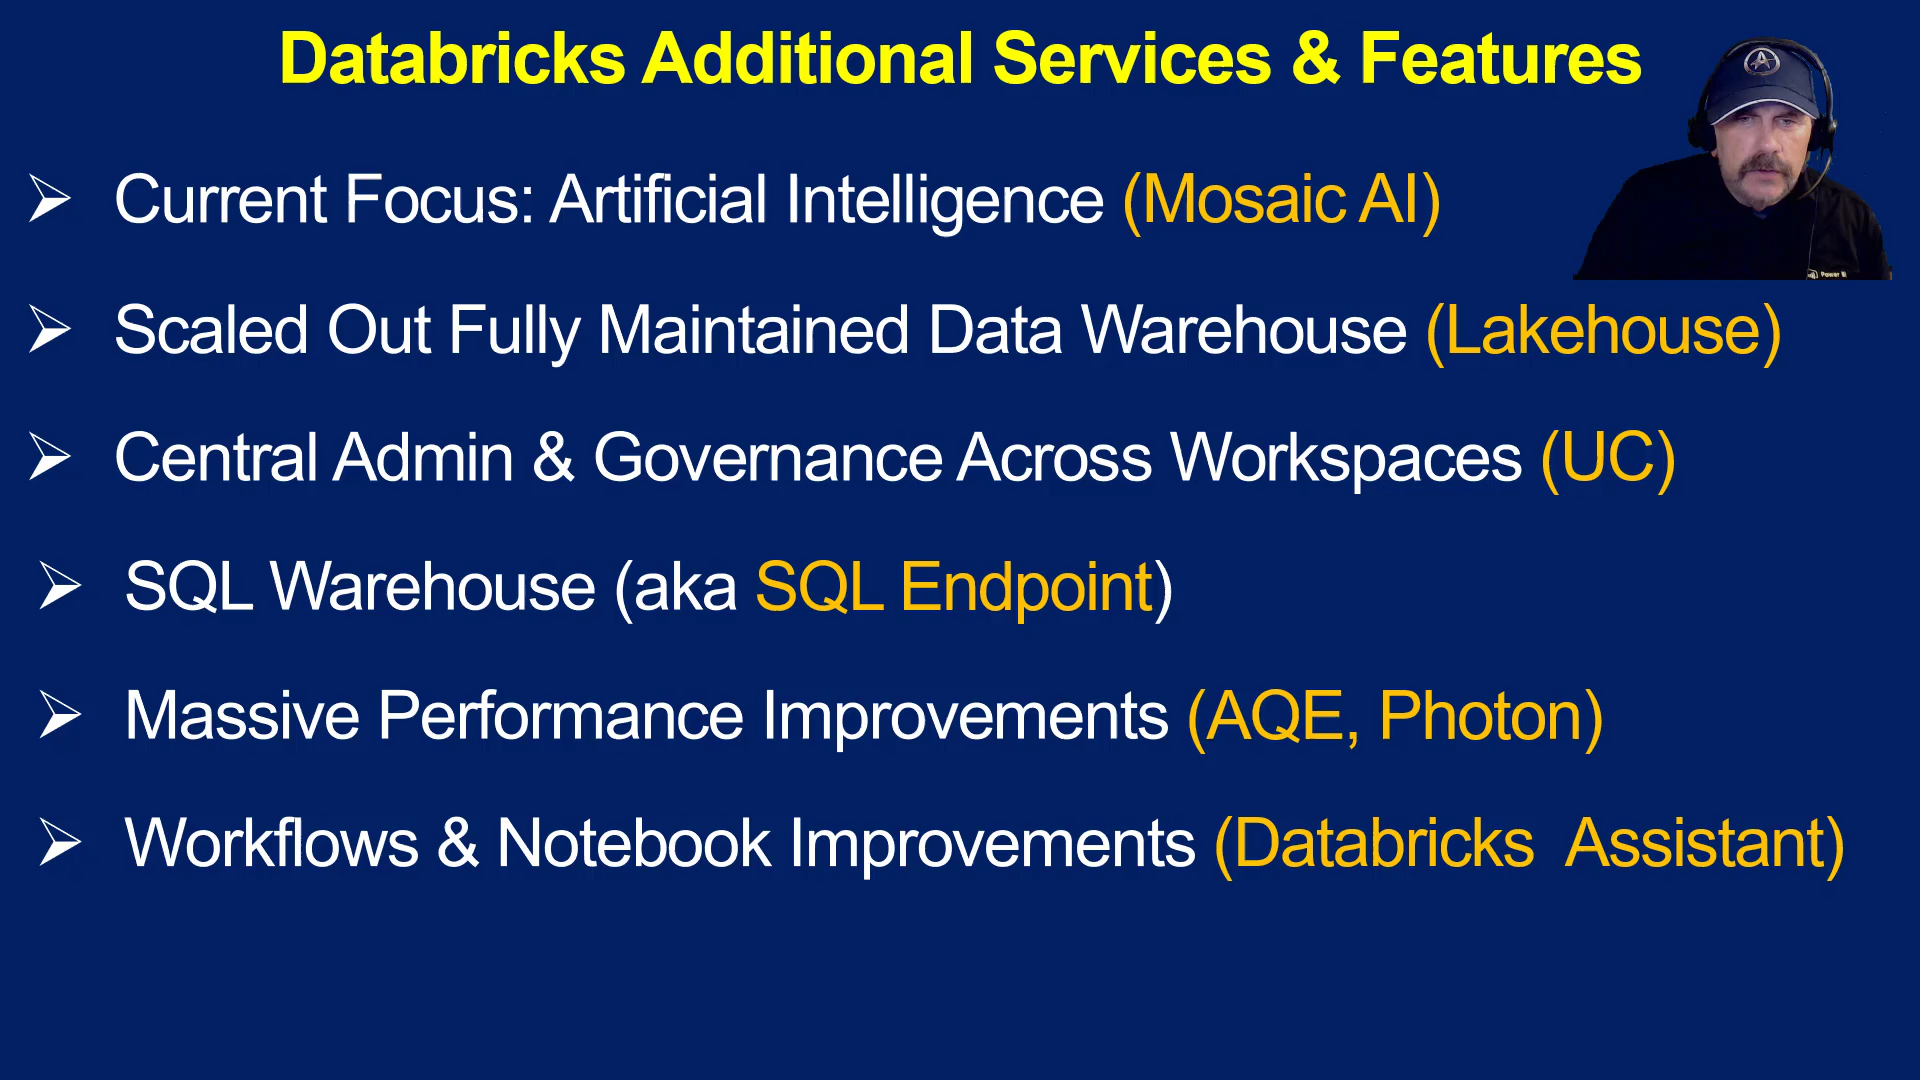 Databricks Additional Services & Features
Current Focus: Artificial Intelligence (Mosaic AI)
Scaled Out Fully Maintained Data Warehouse (Lakehouse)
Central Admin & Governance Across Workspaces (UC)
SQL Warehouse (aka SQL Endpoint)
Massive Performance Improvements (AQE, Photon)
Workflows & Notebook Improvements (Databricks  Assistant)
Power BI